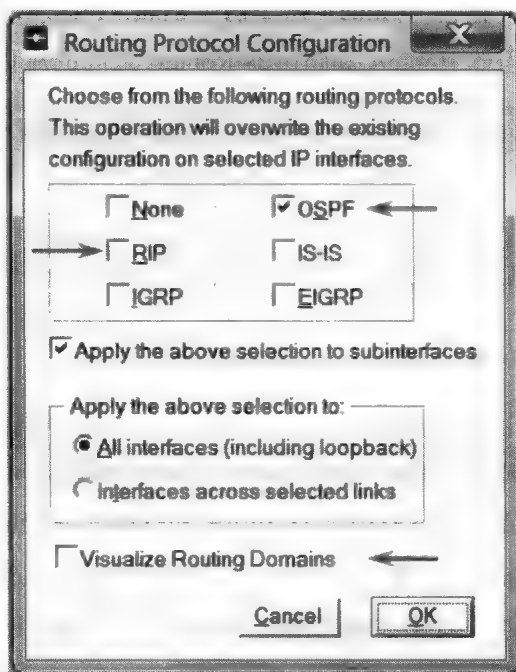 Routing Protocol Configuration
Choose from the following routing protocols.
This operation will overwrite the existing
configuration on selected IP interfaces.
None OSPF
RIP IS-IS
IGRP EIGRP
Apply the above selection to subinterfaces
Apply the above selection to:
All interfaces (including loopback)
Interfaces across selected links
Visualize Routing Domains
Cancel OK